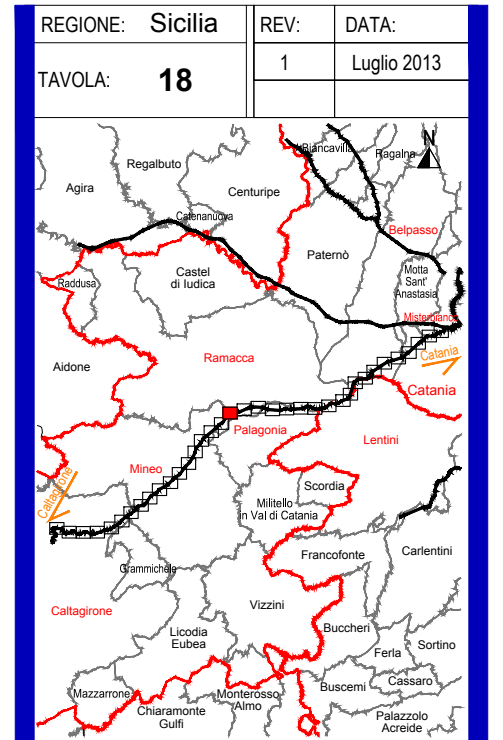 REGIONE: Sicilia
REV:
DATA:
TAVOLA: 18
1
Luglio 2013
N
Biancavilla
Ragalna
Regalbuto
Agira
Centuripe
Catenanuova
Belpasso
Paternò
Motta
Sant'
Anastasia
Castel
di Iudica
Raddusa
Misterbianco
Ramacca
Catania
Aidone
Catania
Palagonia
Lentini
Mineo
Scordia
Caltagirone
Militello
in Val di Catania
Francofonte
Carlentini
Grammichele
Vizzini
Caltagirone
Licodia
Eubea
Buccheri
Ferla
Sortino
Cassaro
Buscemi
Mazzarrone
Monterosso
Almo
Chiaramonte
Gulfi
Palazzolo
Acreide